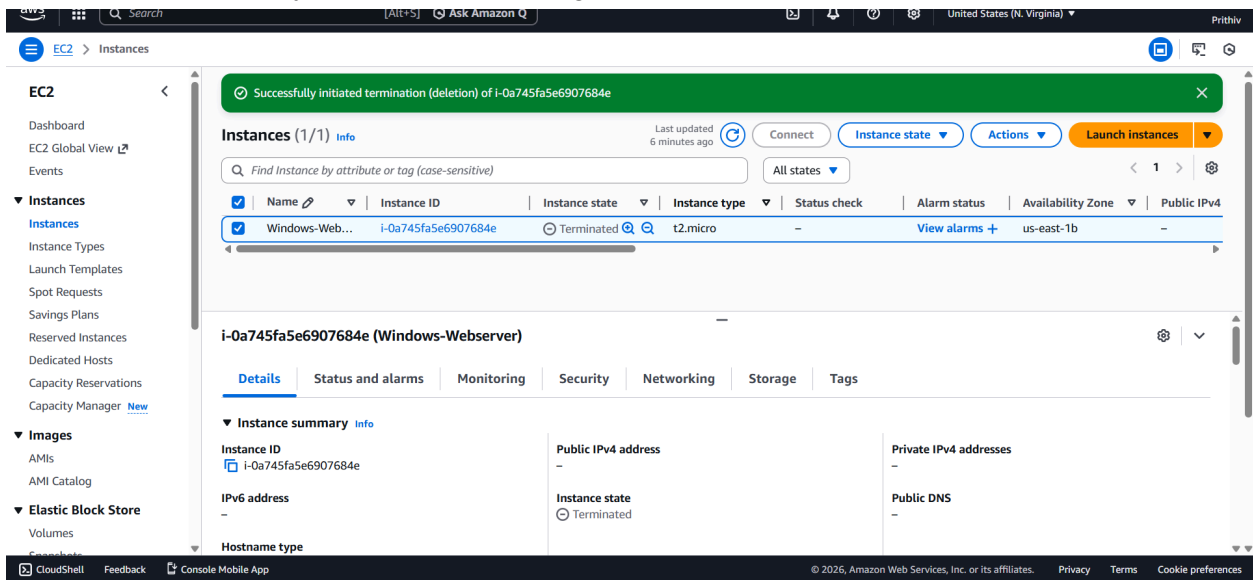 aws
Search
[Alt+S]
Ask Amazon Q
United States (N. Virginia)
Prithiv
EC2 > Instances
EC2
Dashboard
EC2 Global View
Events
Instances
Instances
Instance Types
Launch Templates
Spot Requests
Savings Plans
Reserved Instances
Dedicated Hosts
Capacity Reservations
Capacity Manager New
Images
AMIs
AMI Catalog
Elastic Block Store
Volumes
Snapshots
Successfully initiated termination (deletion) of i-0a745fa5e6907684e
Instances (1/1) Info
Last updated
6 minutes ago
Connect
Instance state
Actions
Launch instances
Find Instance by attribute or tag (case-sensitive)
All states
1
Name
Instance ID
Instance state
Instance type
Status check
Alarm status
Availability Zone
Public IPv4
Windows-Web...
i-0a745fa5e6907684e
Terminated
t2.micro
–
View alarms +
us-east-1b
–
i-0a745fa5e6907684e (Windows-Webserver)
Details
Status and alarms
Monitoring
Security
Networking
Storage
Tags
Instance summary Info
Instance ID
i-0a745fa5e6907684e
Public IPv4 address
–
Private IPv4 addresses
–
IPv6 address
–
Instance state
Terminated
Public DNS
–
Hostname type
CloudShell
Feedback
Console Mobile App
© 2026, Amazon Web Services, Inc. or its affiliates.
Privacy
Terms
Cookie preferences